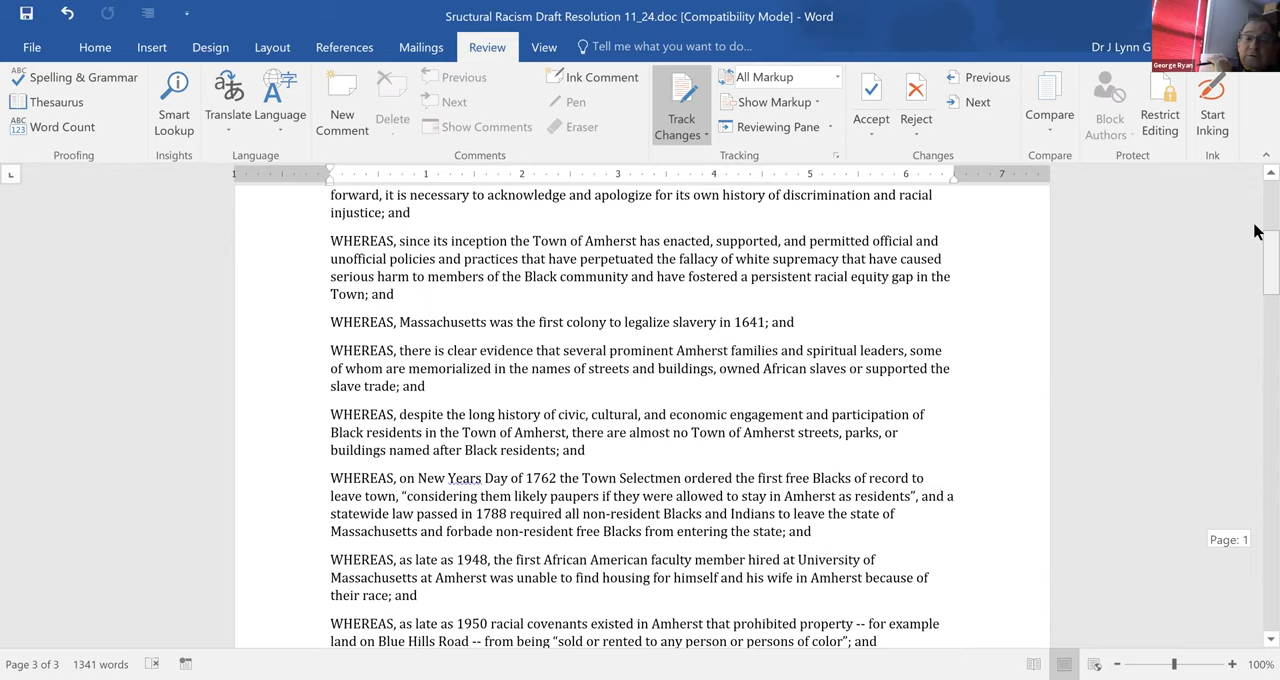 Sructural Racism Draft Resolution 11_24.doc [Compatibility Mode] - Word
File Home Insert Design Layout References Mailings Review View Tell me what you want to do... Dr J Lynn G
George Ryan
ABC Spelling & Grammar
Thesaurus
ABC 123 Word Count
Proofing
Smart Lookup
Insights
Translate Language
Language
New Comment
Delete
Previous
Next
Show Comments
Ink Comment
Pen
Eraser
Comments
Track Changes
All Markup
Show Markup
Reviewing Pane
Tracking
Accept Reject
Previous
Next
Changes
Compare
Compare
Block Authors
Restrict Editing
Protect
Start Inking
Ink
1 1 2 3 4 5 6 7
forward, it is necessary to acknowledge and apologize for its own history of discrimination and racial
injustice; and
WHEREAS, since its inception the Town of Amherst has enacted, supported, and permitted official and
unofficial policies and practices that have perpetuated the fallacy of white supremacy that have caused
serious harm to members of the Black community and have fostered a persistent racial equity gap in the
Town; and
WHEREAS, Massachusetts was the first colony to legalize slavery in 1641; and
WHEREAS, there is clear evidence that several prominent Amherst families and spiritual leaders, some
of whom are memorialized in the names of streets and buildings, owned African slaves or supported the
slave trade; and
WHEREAS, despite the long history of civic, cultural, and economic engagement and participation of
Black residents in the Town of Amherst, there are almost no Town of Amherst streets, parks, or
buildings named after Black residents; and
WHEREAS, on New Years Day of 1762 the Town Selectmen ordered the first free Blacks of record to
leave town, “considering them likely paupers if they were allowed to stay in Amherst as residents”, and a
statewide law passed in 1788 required all non-resident Blacks and Indians to leave the state of
Massachusetts and forbade non-resident free Blacks from entering the state; and
WHEREAS, as late as 1948, the first African American faculty member hired at University of
Massachusetts at Amherst was unable to find housing for himself and his wife in Amherst because of
their race; and
WHEREAS, as late as 1950 racial covenants existed in Amherst that prohibited property -- for example
land on Blue Hills Road -- from being “sold or rented to any person or persons of color”; and
Page: 1
Page 3 of 3 1341 words
100%